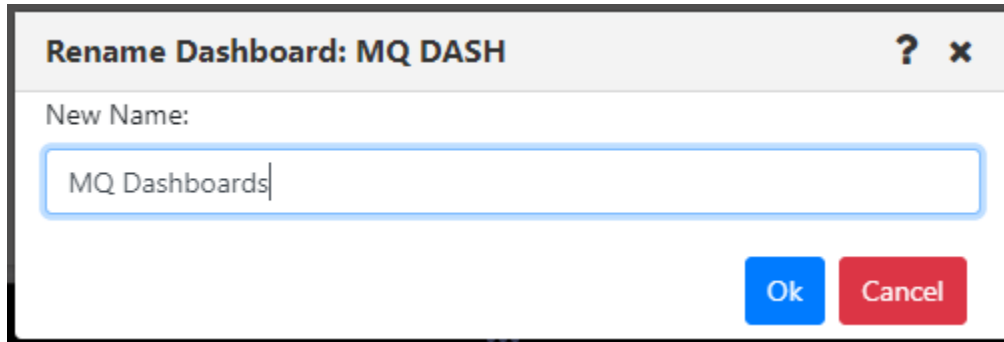 Rename Dashboard: MQ DASH ? ×
New Name:
MQ Dashboards
Ok Cancel